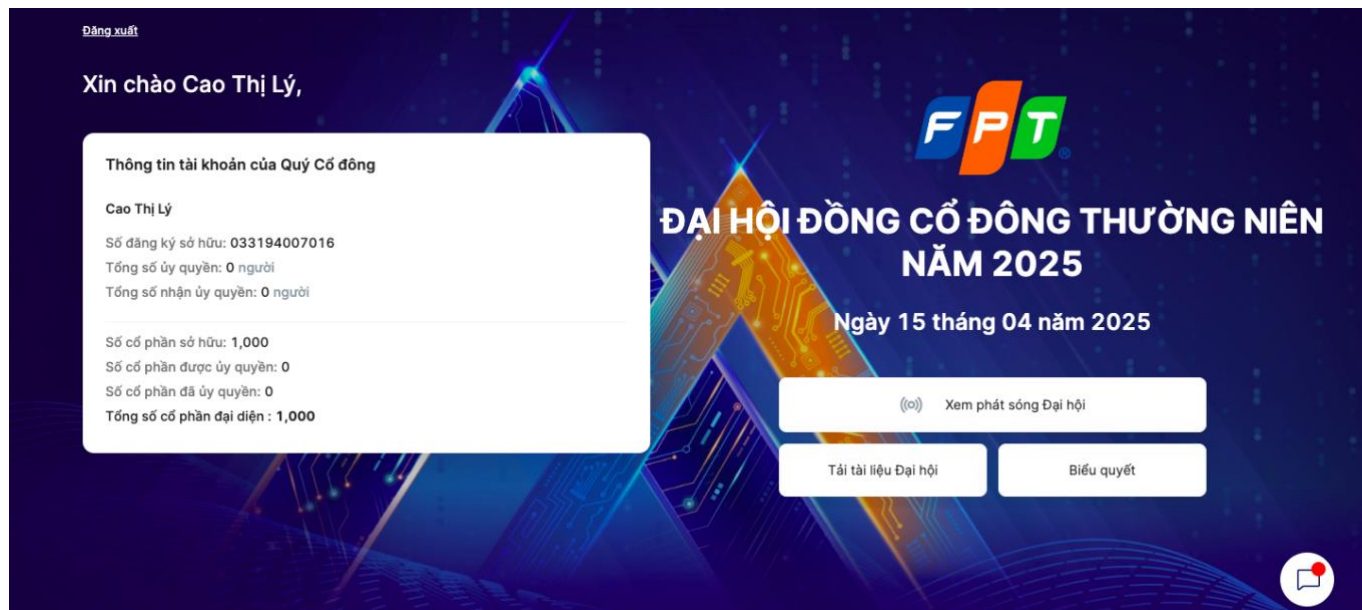 Đăng xuất
Xin chào Cao Thị Lý,
Thông tin tài khoản của Quý Cổ đông
Cao Thị Lý
Số đăng ký sở hữu: 033194007016
Tổng số ủy quyền: 0 người
Tổng số nhận ủy quyền: 0 người
Số cổ phần sở hữu: 1,000
Số cổ phần được ủy quyền: 0
Số cổ phần đã ủy quyền: 0
Tổng số cổ phần đại diện : 1,000
FPT®
ĐẠI HỘI ĐỒNG CỔ ĐÔNG THƯỜNG NIÊN
NĂM 2025
Ngày 15 tháng 04 năm 2025
Xem phát sóng Đại hội
Tải tài liệu Đại hội
Biểu quyết